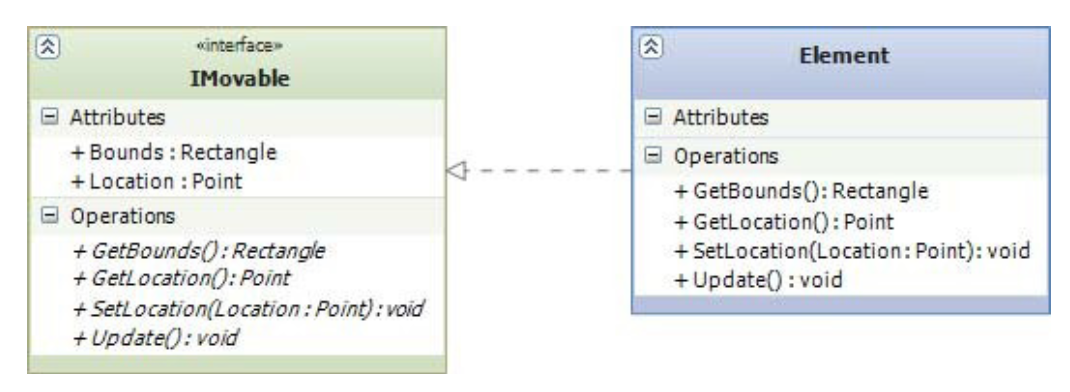 «interface»
IMovable
Attributes
+ Bounds : Rectangle
+ Location : Point
Operations
+ GetBounds() : Rectangle
+ GetLocation(): Point
+ SetLocation(Location : Point) : void
+ Update() : void
Element
Attributes
Operations
+ GetBounds(): Rectangle
+ GetLocation() : Point
+ SetLocation(Location : Point) : void
+ Update() : void